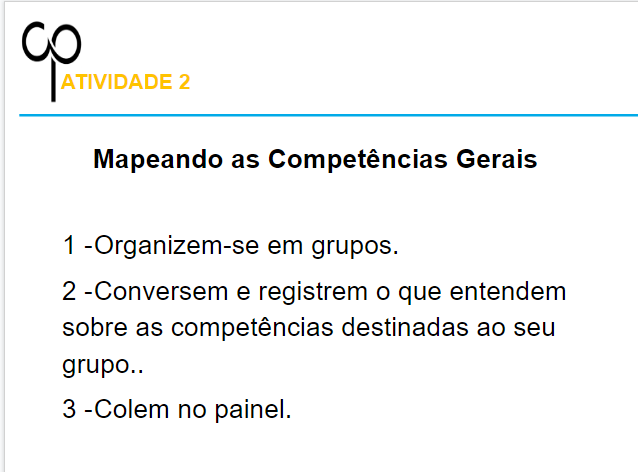 ATIVIDADE 2
Mapeando as Competências Gerais
1 -Organizem-se em grupos.
2 -Conversem e registrem o que entendem
sobre as competências destinadas ao seu
grupo..
3 -Colem no painel.